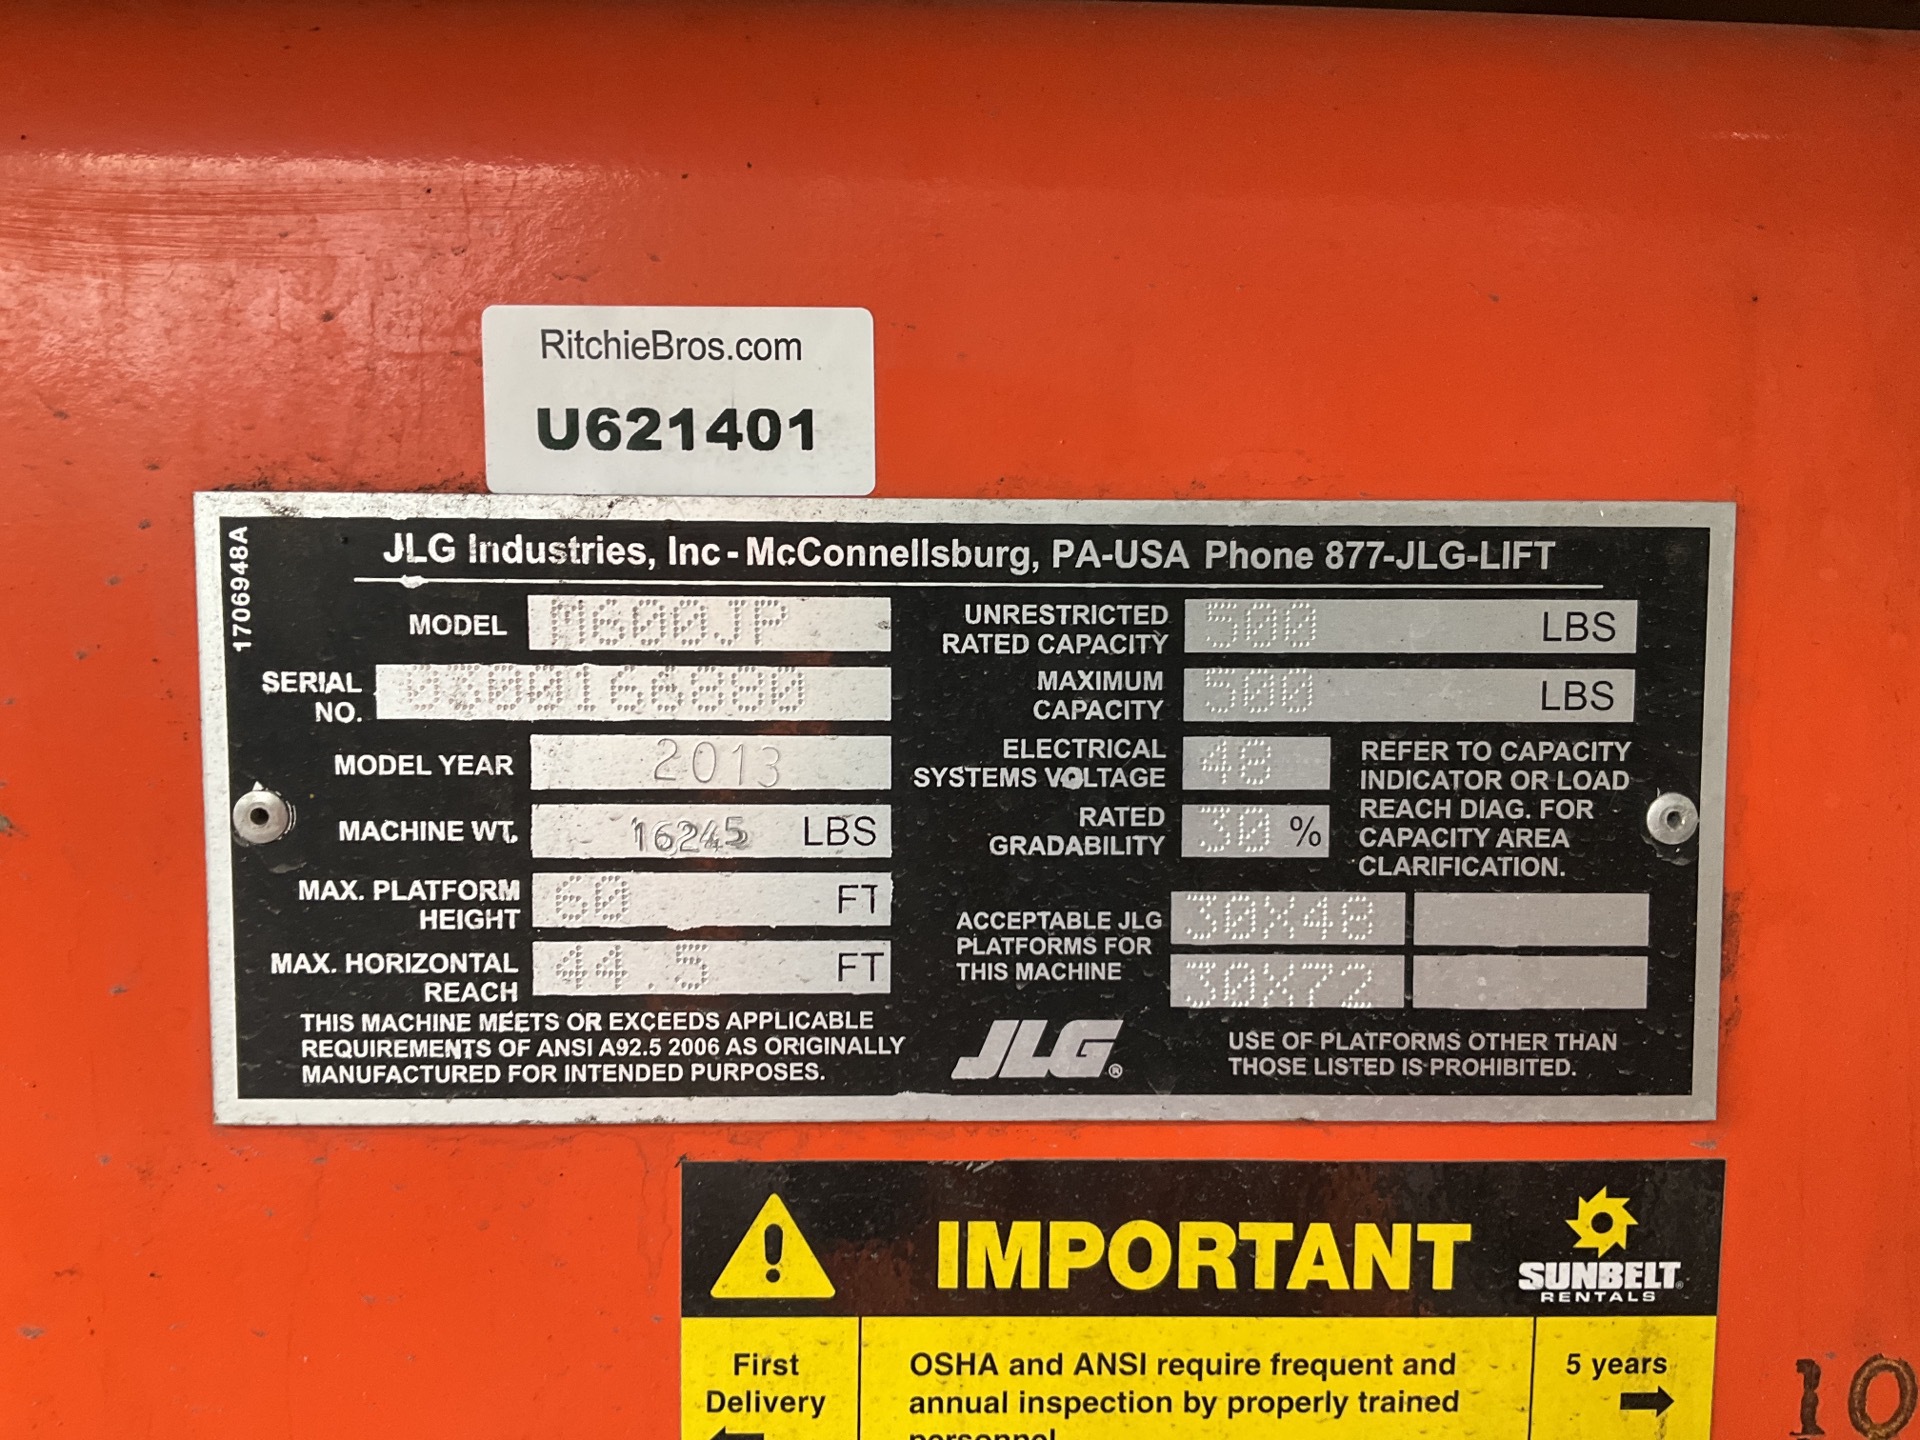 RitchieBros.com
U621401
1706948A
JLG Industries, Inc - McConnellsburg, PA-USA Phone 877-JLG-LIFT
MODEL M600JP
SERIAL NO. 0300166880
MODEL YEAR 2013
MACHINE WT. 16245 LBS
MAX. PLATFORM HEIGHT 60 FT
MAX. HORIZONTAL REACH 44.5 FT
THIS MACHINE MEETS OR EXCEEDS APPLICABLE
REQUIREMENTS OF ANSI A92.5 2006 AS ORIGINALLY
MANUFACTURED FOR INTENDED PURPOSES.
UNRESTRICTED RATED CAPACITY 500 LBS
MAXIMUM CAPACITY 500 LBS
ELECTRICAL SYSTEMS VOLTAGE 48
RATED GRADABILITY 30 %
REFER TO CAPACITY
INDICATOR OR LOAD
REACH DIAG. FOR
CAPACITY AREA
CLARIFICATION.
ACCEPTABLE JLG
PLATFORMS FOR
THIS MACHINE
30X48
30X72
JLG®
USE OF PLATFORMS OTHER THAN
THOSE LISTED IS PROHIBITED.
IMPORTANT
SUNBELT®
RENTALS
First
Delivery
OSHA and ANSI require frequent and
annual inspection by properly trained
personnel
5 years
10